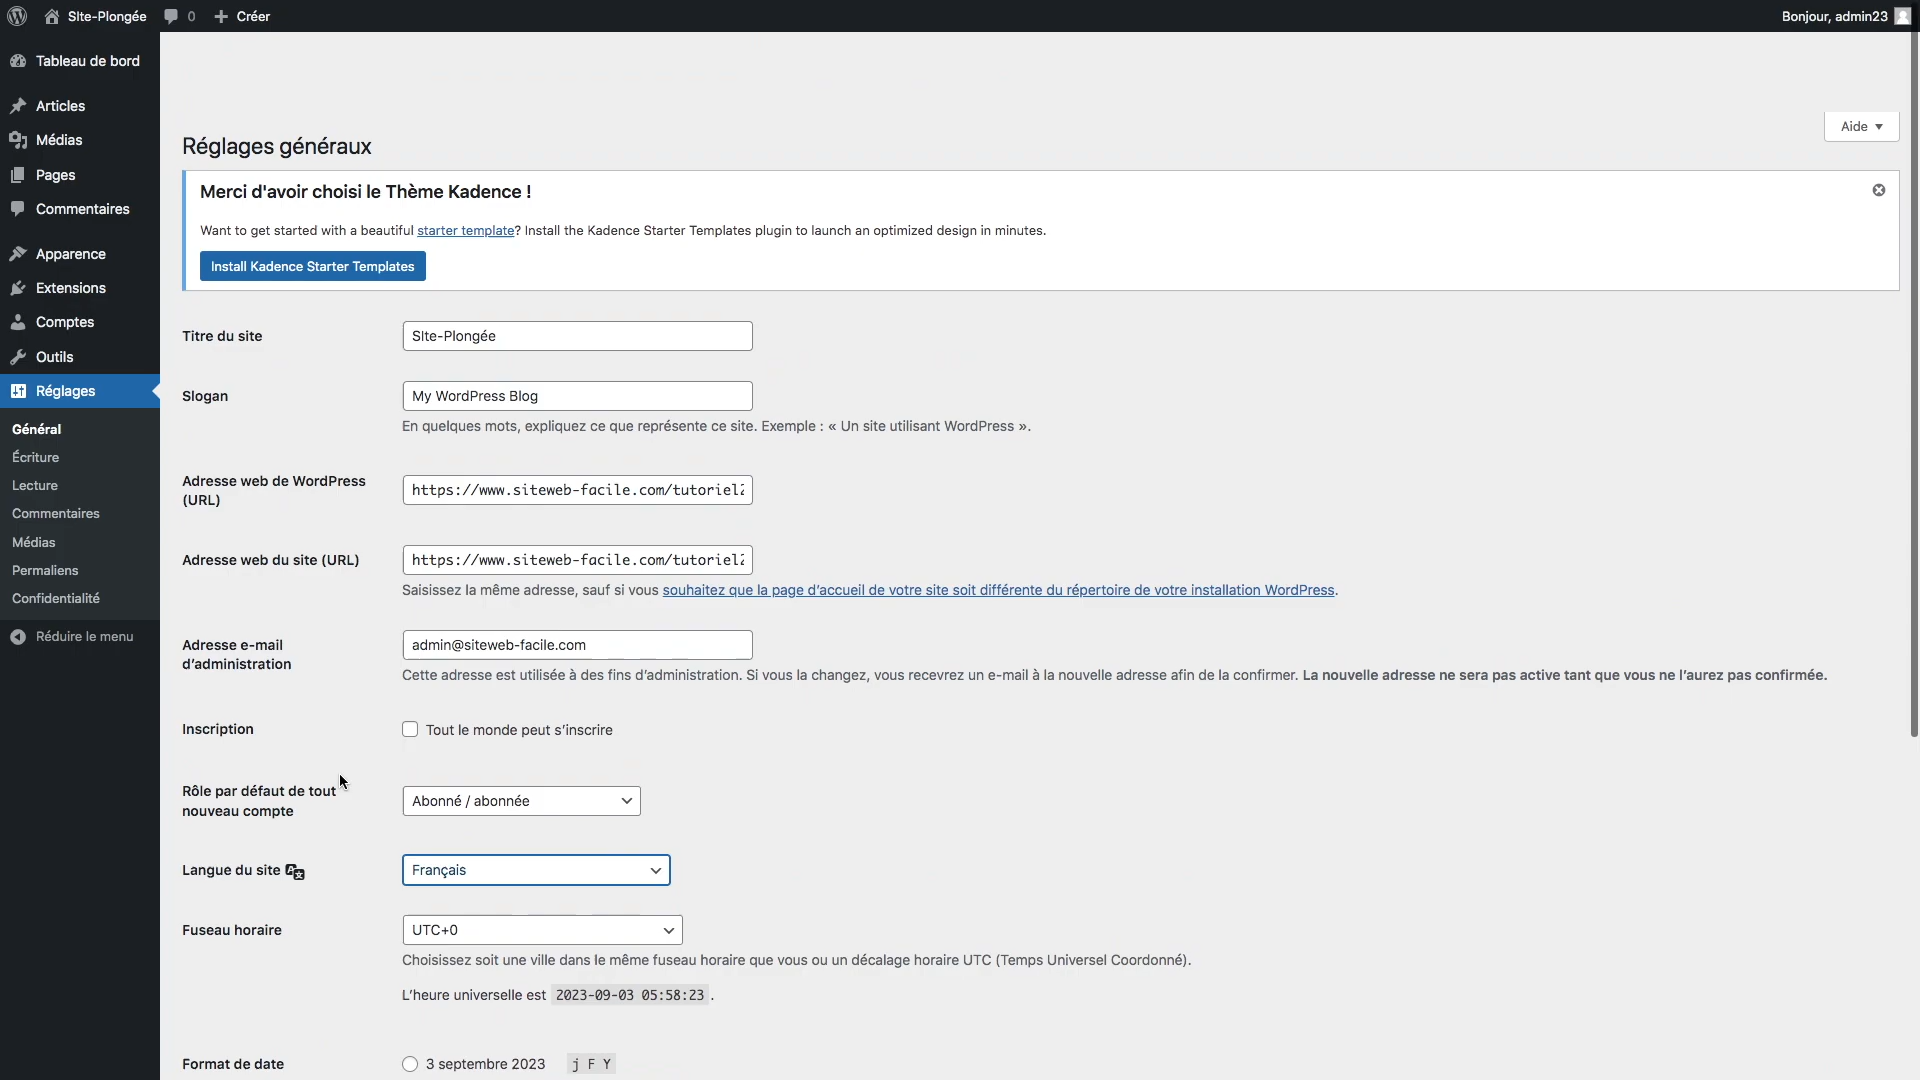 SIte-Plongée 0 Créer Bonjour, admin23
Tableau de bord
Articles
Médias
Pages
Commentaires
Apparence
Extensions
Comptes
Outils
Réglages
Général
Écriture
Lecture
Commentaires
Médias
Permaliens
Confidentialité
Réduire le menu
Aide
Réglages généraux
Merci d'avoir choisi le Thème Kadence !
Want to get started with a beautiful starter template? Install the Kadence Starter Templates plugin to launch an optimized design in minutes.
Install Kadence Starter Templates
Titre du site
SIte-Plongée
Slogan
My WordPress Blog
En quelques mots, expliquez ce que représente ce site. Exemple : « Un site utilisant WordPress ».
Adresse web de WordPress
(URL)
https://www.siteweb-facile.com/tutoriel
Adresse web du site (URL)
https://www.siteweb-facile.com/tutoriel
Saisissez la même adresse, sauf si vous souhaitez que la page d’accueil de votre site soit différente du répertoire de votre installation WordPress.
Adresse e-mail
d’administration
admin@siteweb-facile.com
Cette adresse est utilisée à des fins d’administration. Si vous la changez, vous recevrez un e-mail à la nouvelle adresse afin de la confirmer. La nouvelle adresse ne sera pas active tant que vous ne l’aurez pas confirmée.
Inscription
Tout le monde peut s’inscrire
Rôle par défaut de tout
nouveau compte
Abonné / abonnée
Langue du site
Français
Fuseau horaire
UTC+0
Choisissez soit une ville dans le même fuseau horaire que vous ou un décalage horaire UTC (Temps Universel Coordonné).
L’heure universelle est 2023-09-03 05:58:23 .
Format de date
3 septembre 2023 j F Y